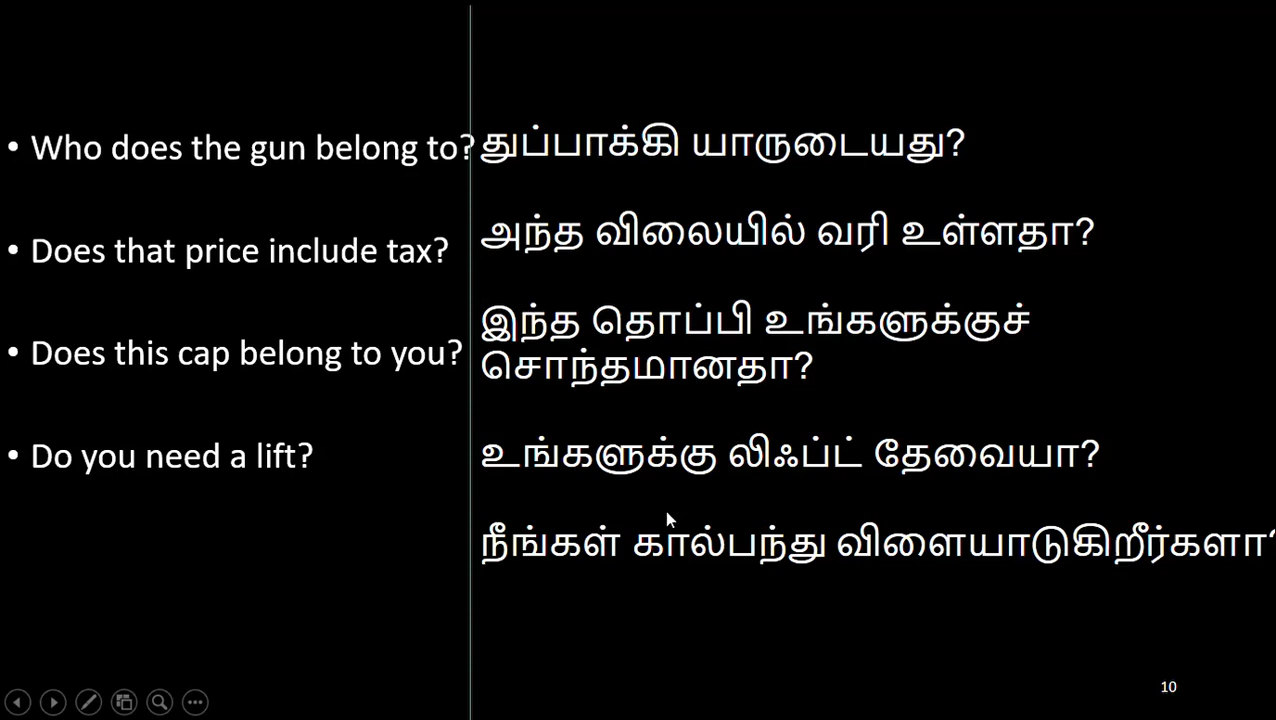 • Who does the gun belong to?
துப்பாக்கி யாருடையது?
• Does that price include tax?
அந்த விலையில் வரி உள்ளதா?
• Does this cap belong to you?
இந்த தொப்பி உங்களுக்குச்
சொந்தமானதா?
• Do you need a lift?
உங்களுக்கு லிஃப்ட் தேவையா?
நீங்கள் கால்பந்து விளையாடுகிறீர்களா?
10